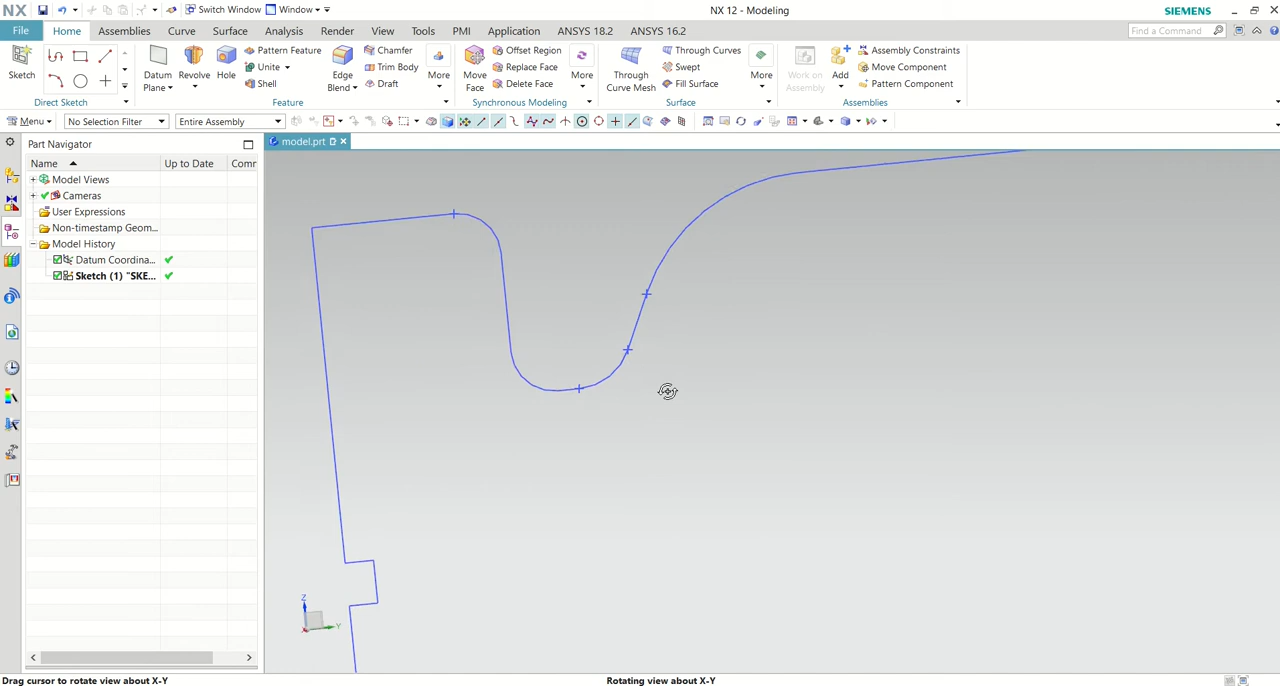 NX Switch Window Window NX 12 - Modeling SIEMENS
File Home Assemblies Curve Surface Analysis Render View Tools PMI Application ANSYS 18.2 ANSYS 16.2 Find a Command
Sketch
Direct Sketch
Datum Plane
Revolve
Hole
Pattern Feature
Unite
Shell
Edge Blend
Chamfer
Trim Body
Draft
More
Feature
Move Face
Offset Region
Replace Face
Delete Face
More
Synchronous Modeling
Through Curve Mesh
Through Curves
Swept
Fill Surface
More
Surface
Work on Assembly
Add
Assembly Constraints
Move Component
Pattern Component
Assemblies
Menu No Selection Filter Entire Assembly
Part Navigator
model.prt
Name Up to Date Comr
Model Views
Cameras
User Expressions
Non-timestamp Geom...
Model History
Datum Coordina...
Sketch (1) "SKE...
Z
Y
X
Drag cursor to rotate view about X-Y Rotating view about X-Y